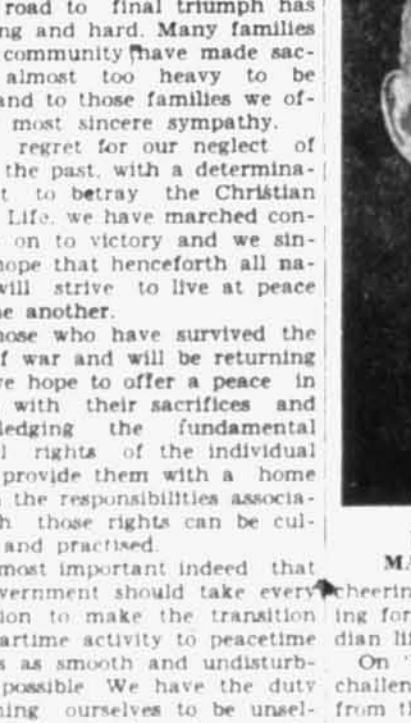 road to final triumph has
ng and hard. Many families
community have made sac-
almost too heavy to be
and to those families we of-
most sincere sympathy.
regret for our neglect of
the past, with a determina-
t to betray the Christian
Life, we have marched con-
on to victory and we sin-
hope that henceforth all na-
will strive to live at peace
ne another.
hose who have survived the
of war and will be returning
ve hope to offer a peace in
with their sacrifices and
ledging the fundamental
l rights of the individual
provide them with a home
the responsibilities associa-
h those rights can be cul-
and practised.
most important indeed that
vernment should take every
ion to make the transition
artime activity to peacetime
s as smooth and undisturb-
possible We have the duty
ning ourselves to be unsel-
MA
cheerin
ing for
dian li
On
challen
from t